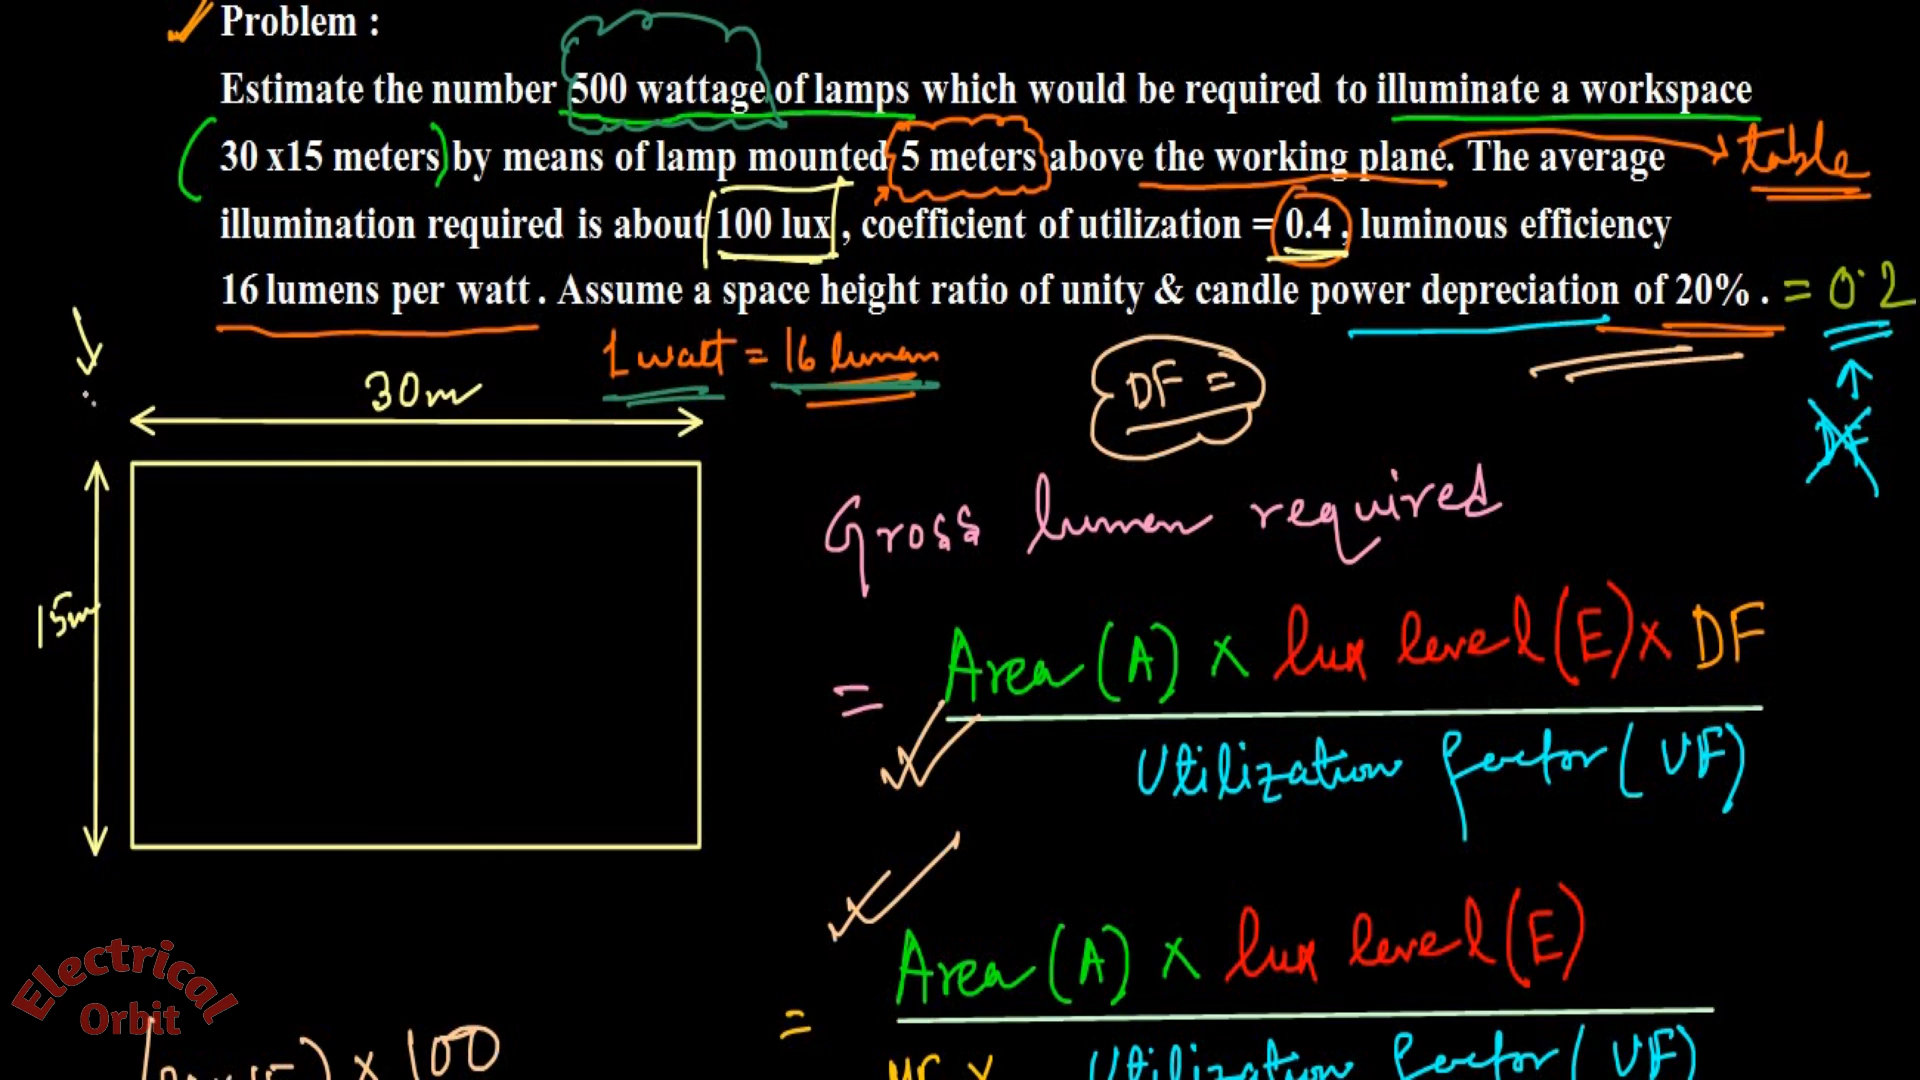 Problem :
Estimate the number 500 wattage of lamps which would be required to illuminate a workspace
30 x15 meters by means of lamp mounted 5 meters above the working plane. The average
table
illumination required is about 100 lux , coefficient of utilization = 0.4 , luminous efficiency
16 lumens per watt . Assume a space height ratio of unity & candle power depreciation of 20% . = 0.2
1 watt = 16 lumen
DF =
DF
30m
15m
Gross lumen required
= Area (A) x lux level (E) x DF
Utilization factor (UF)
Area (A) x lux level (E)
=
Utilization factor (UF)
x 100
Electrical
Orbit